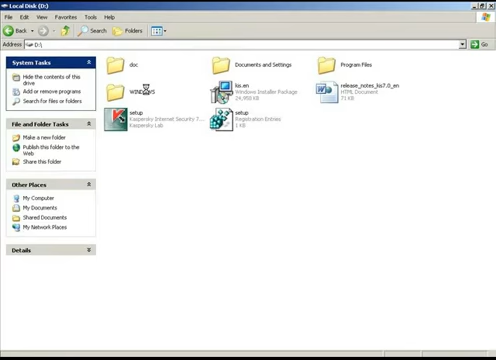 Local Disk (D:)
File Edit View Favorites Tools Help
Back Search Folders
Address D:\ Go
System Tasks
Hide the contents of this
drive
Add or remove programs
Search for files or folders
File and Folder Tasks
Make a new folder
Publish this folder to the
Web
Share this folder
Other Places
My Computer
My Documents
Shared Documents
My Network Places
Details
doc
Documents and Settings
Program Files
kis.en
Windows Installer Package
release_notes_kis7.0_en
HTML Document
71 KB
setup
Kaspersky Internet Security 7...
Kaspersky Lab
setup
Registration Entries
1 KB